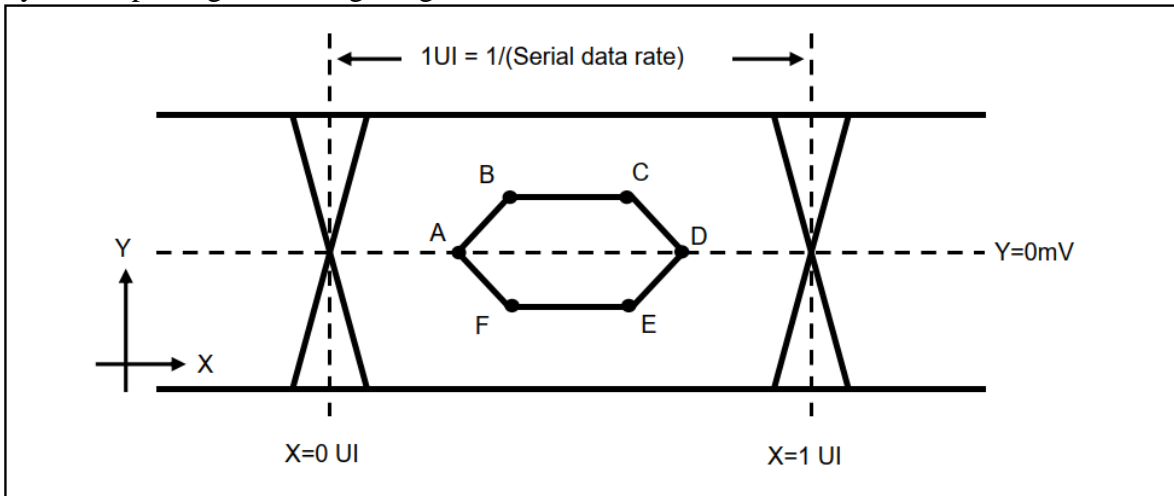 1UI = 1/(Serial data rate)
B
C
A
D
Y
Y=0mV
F
E
X
X=0 UI
X=1 UI